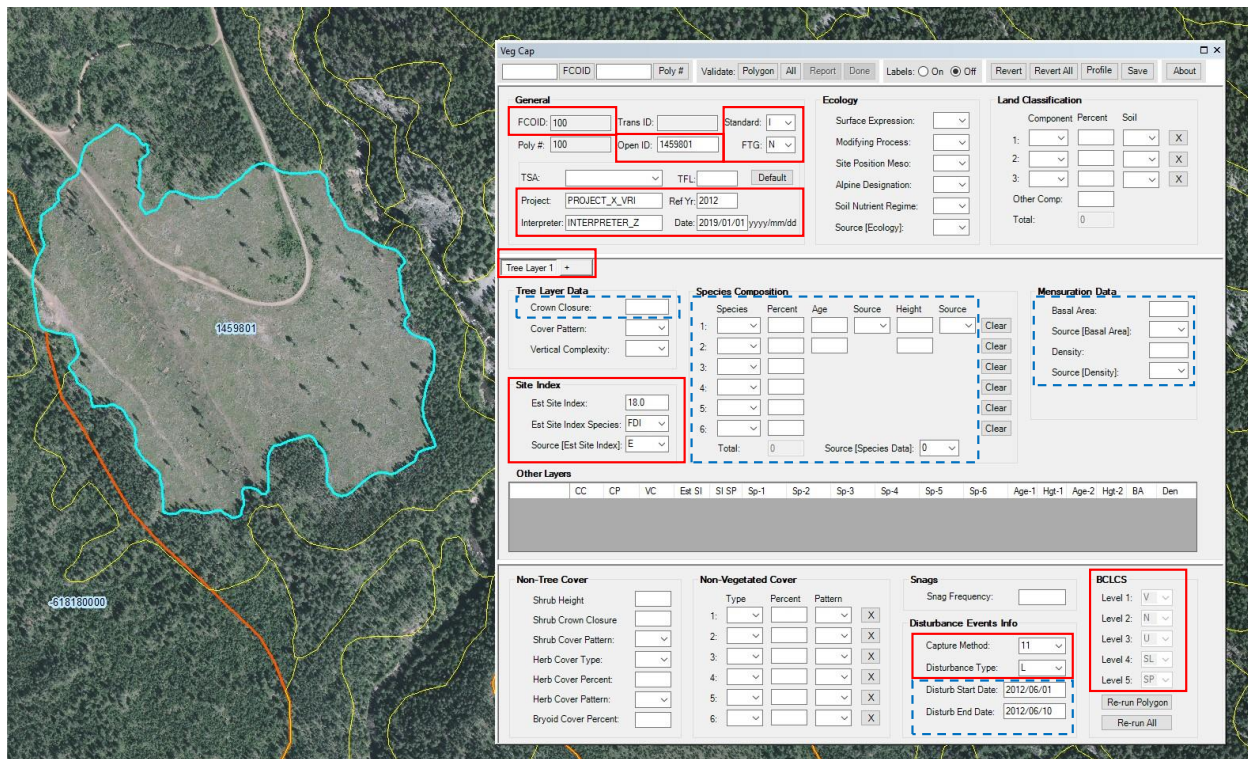 Veg Cap
FCOID Poly # Validate: Polygon All Report Done Labels: On Off Revert Revert All Profile Save About
General
FCOID: 100 Trans ID: Standard: I
Poly #: 100 Open ID: 1459801 FTG: N
TSA: TFL: Default
Project: PROJECT_X_VRI Ref Yr: 2012
Interpreter: INTERPRETER_Z Date: 2019/01/01 yyyy/mm/dd
Ecology
Surface Expression:
Modifying Process:
Site Position Meso:
Alpine Designation:
Soil Nutrient Regime:
Source [Ecology]:
Land Classification
Component Percent Soil
1: X
2: X
3: X
Other Comp:
Total: 0
Tree Layer 1 +
Tree Layer Data
Crown Closure:
Cover Pattern:
Vertical Complexity:
Site Index
Est Site Index: 18.0
Est Site Index Species: FDI
Source [Est Site Index]: E
Species Composition
Species Percent Age Source Height Source
1: Clear
2: Clear
3: Clear
4: Clear
5: Clear
6: Clear
Total: 0 Source [Species Data]: 0
Mensuration Data
Basal Area:
Source [Basal Area]:
Density:
Source [Density]:
Other Layers
CC CP VC Est SI SI SP Sp-1 Sp-2 Sp-3 Sp-4 Sp-5 Sp-6 Age-1 Hgt-1 Age-2 Hgt-2 BA Den
Non-Tree Cover
Shrub Height
Shrub Crown Closure
Shrub Cover Pattern:
Herb Cover Type:
Herb Cover Percent:
Herb Cover Pattern:
Bryoid Cover Percent:
Non-Vegetated Cover
Type Percent Pattern
1: X
2: X
3: X
4: X
5: X
6: X
Snags
Snag Frequency:
Disturbance Events Info
Capture Method: 11
Disturbance Type: L
Disturb Start Date: 2012/06/01
Disturb End Date: 2012/06/10
BCLCS
Level 1: V
Level 2: N
Level 3: U
Level 4: SL
Level 5: SP
Re-run Polygon
Re-run All
1459801
-618180000